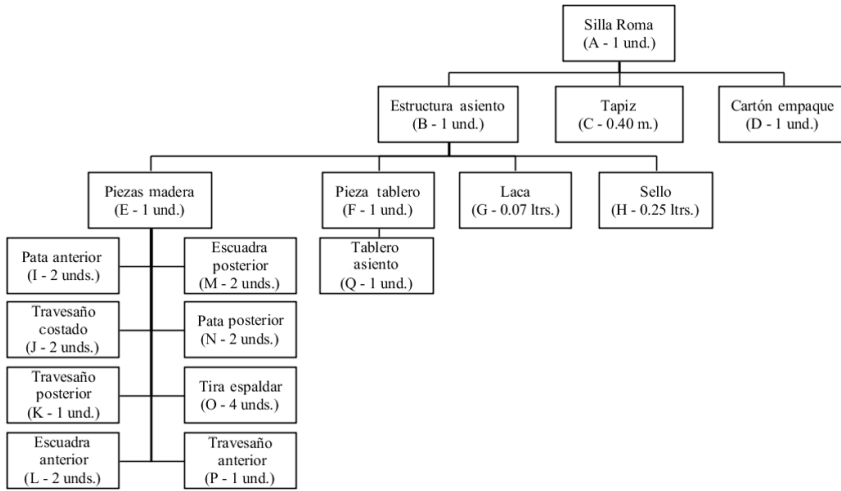 Silla Roma
(A - 1 und.)
Estructura asiento
(B - 1 und.)
Tapiz
(C - 0.40 m.)
Cartón empaque
(D - 1 und.)
Piezas madera
(E - 1 und.)
Pieza tablero
(F - 1 und.)
Laca
(G - 0.07 ltrs.)
Sello
(H - 0.25 ltrs.)
Pata anterior
(I - 2 unds.)
Escuadra
posterior
(M - 2 unds.)
Tablero
asiento
(Q - 1 und.)
Travesaño
costado
(J - 2 unds.)
Pata posterior
(N - 2 unds.)
Travesaño
posterior
(K - 1 und.)
Tira espaldar
(O - 4 unds.)
Escuadra
anterior
(L - 2 unds.)
Travesaño
anterior
(P - 1 und.)